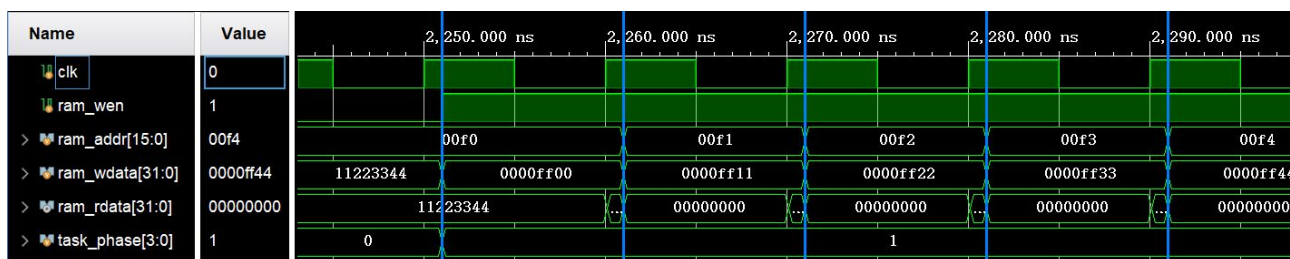 Name Value 2,250.000 ns 2,260.000 ns 2,270.000 ns 2,280.000 ns 2,290.000 ns
clk 0
ram_wen 1
ram_addr[15:0] 00f4 00f0 00f1 00f2 00f3 00f4
ram_wdata[31:0] 0000ff44 11223344 0000ff00 0000ff11 0000ff22 0000ff33 0000ff44
ram_rdata[31:0] 00000000 11223344 ... 00000000 ... 00000000 ... 00000000 ... 00000000
task_phase[3:0] 1 0 1